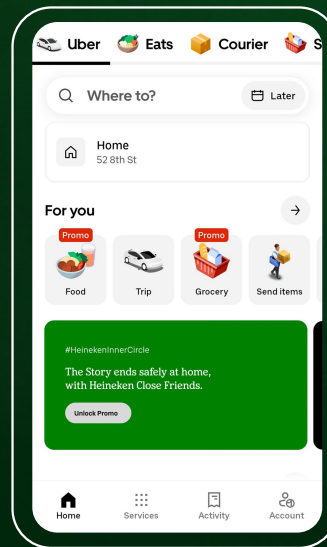 Uber Eats Courier S
Where to? Later
Home
52 8th St
For you
Promo Promo
Food Trip Grocery Send items
#HeinekenInnerCircle
The Story ends safely at home,
with Heineken Close Friends.
Unlock Promo
Home Services Activity Account